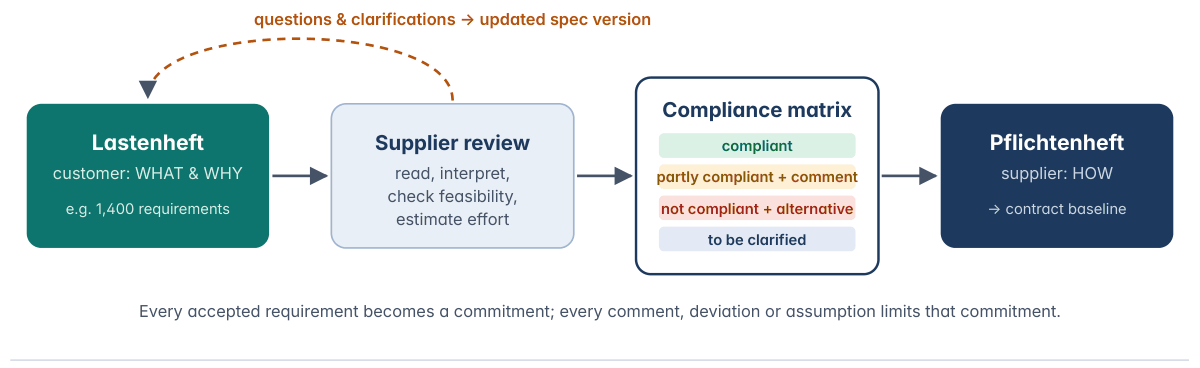 questions & clarifications → updated spec version
Lastenheft
customer: WHAT & WHY
e.g. 1,400 requirements
Supplier review
read, interpret,
check feasibility,
estimate effort
Compliance matrix
compliant
partly compliant + comment
not compliant + alternative
to be clarified
Pflichtenheft
supplier: HOW
→ contract baseline
Every accepted requirement becomes a commitment; every comment, deviation or assumption limits that commitment.